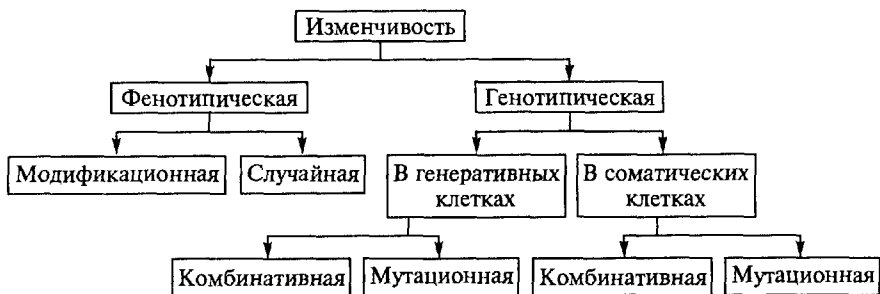 Изменчивость
Фенотипическая
Генотипическая
Модификационная
Случайная
В генеративных
клетках
В соматических
клетках
Комбинативная
Мутационная
Комбинативная
Мутационная